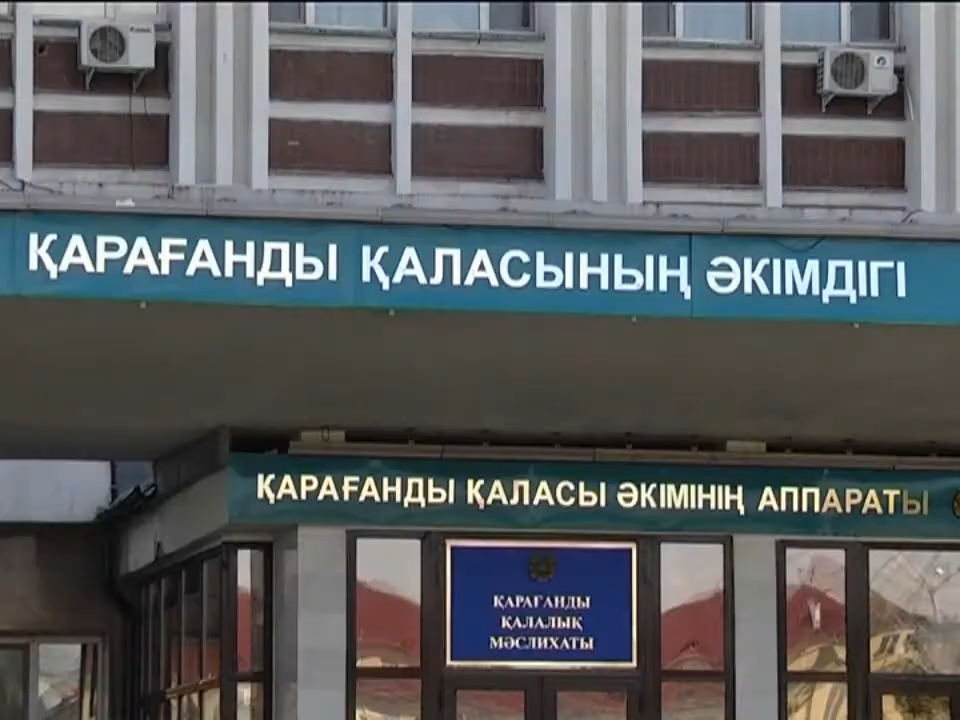 ҚАРАҒАНДЫ ҚАЛАСЫНЫҢ ӘКІМДІГІ
ҚАРАҒАНДЫ ҚАЛАСЫ ӘКІМІНІҢ АППАРАТЫ
ҚАРАҒАНДЫ
ҚАЛАЛЫҚ
МӘСЛИХАТЫ